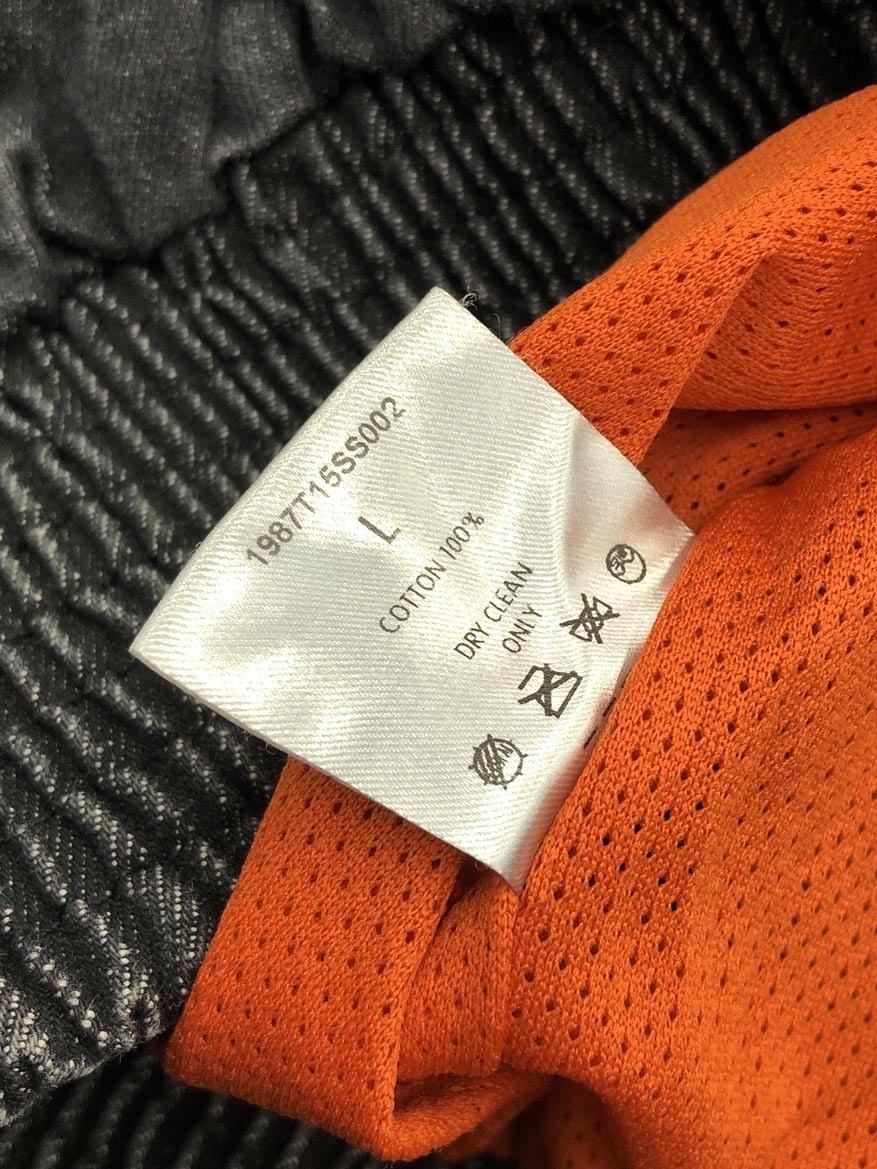 1987T15SS002
L
COTTON 100%
DRY CLEAN
ONLY